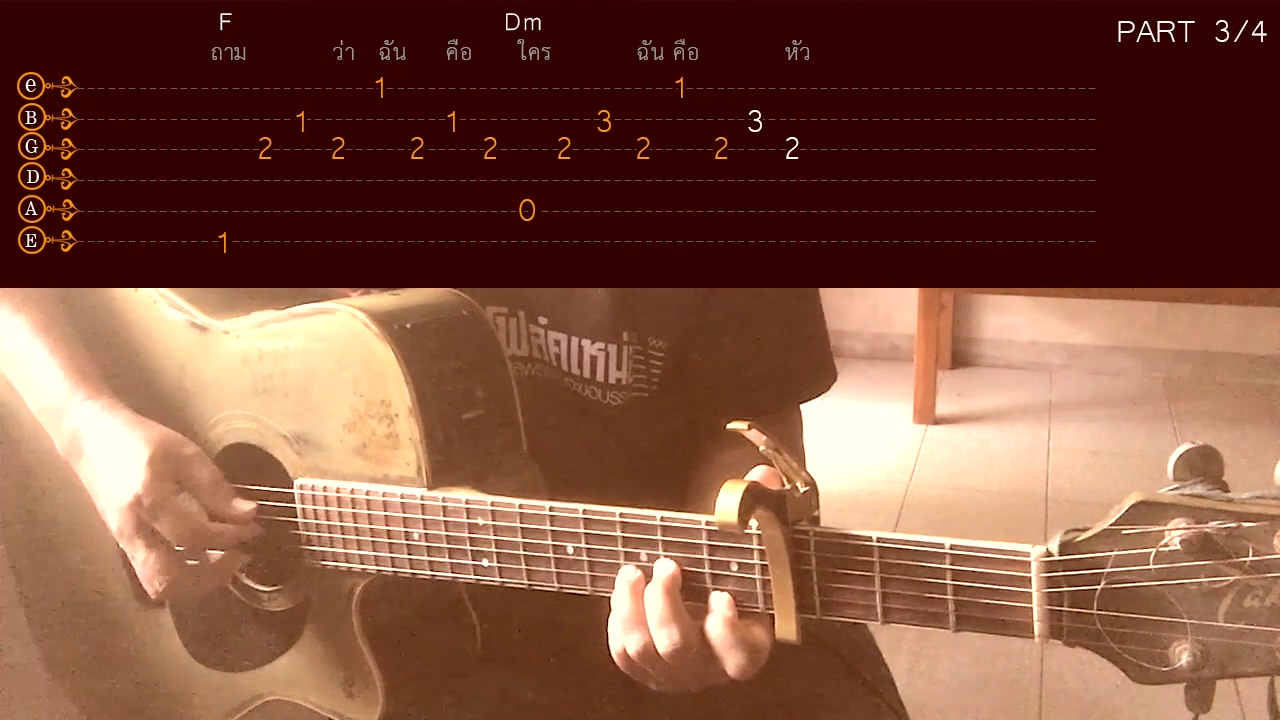 F Dm PART 3/4
ถาม ว่า ฉัน คือ ใคร ฉัน คือ หัว
e 1 1
B 1 1 3 3
G 2 2 2 2 2 2 2 2
D
A 0
E 1